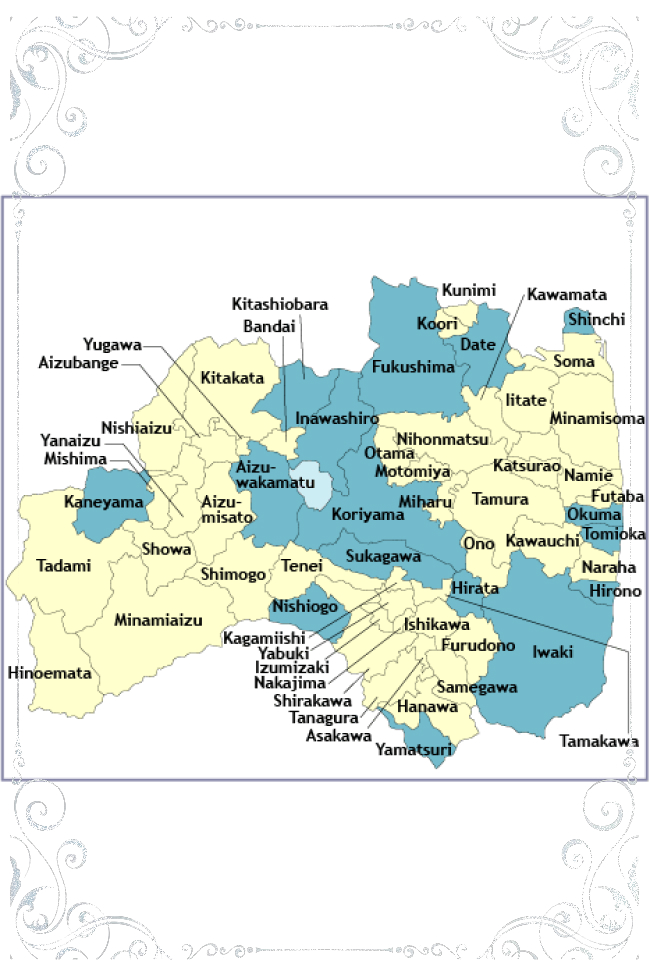 Kunimi
Kawamata
Kitashiobara
Shinchi
Bandai
Koori
Yugawa
Date
Aizubange
Soma
Fukushima
Kitakata
Iitate
Inawashiro
Minamisoma
Nishiaizu
Yanaizu
Nihonmatsu
Otama
Mishima
Aizu-
wakamatu
Motomiya
Katsurao
Namie
Kaneyama
Aizu-
misato
Miharu
Tamura
Futaba
Koriyama
Okuma
Tomioka
Showa
Sukagawa
Ono
Kawauchi
Tadami
Shimogo
Tenei
Naraha
Hirata
Hirono
Nishiogo
Minamiaizu
Kagamiishi
Ishikawa
Yabuki
Furudono
Iwaki
Izumizaki
Hinoemata
Nakajima
Samegawa
Shirakawa
Hanawa
Tanagura
Asakawa
Yamatsuri
Tamakawa